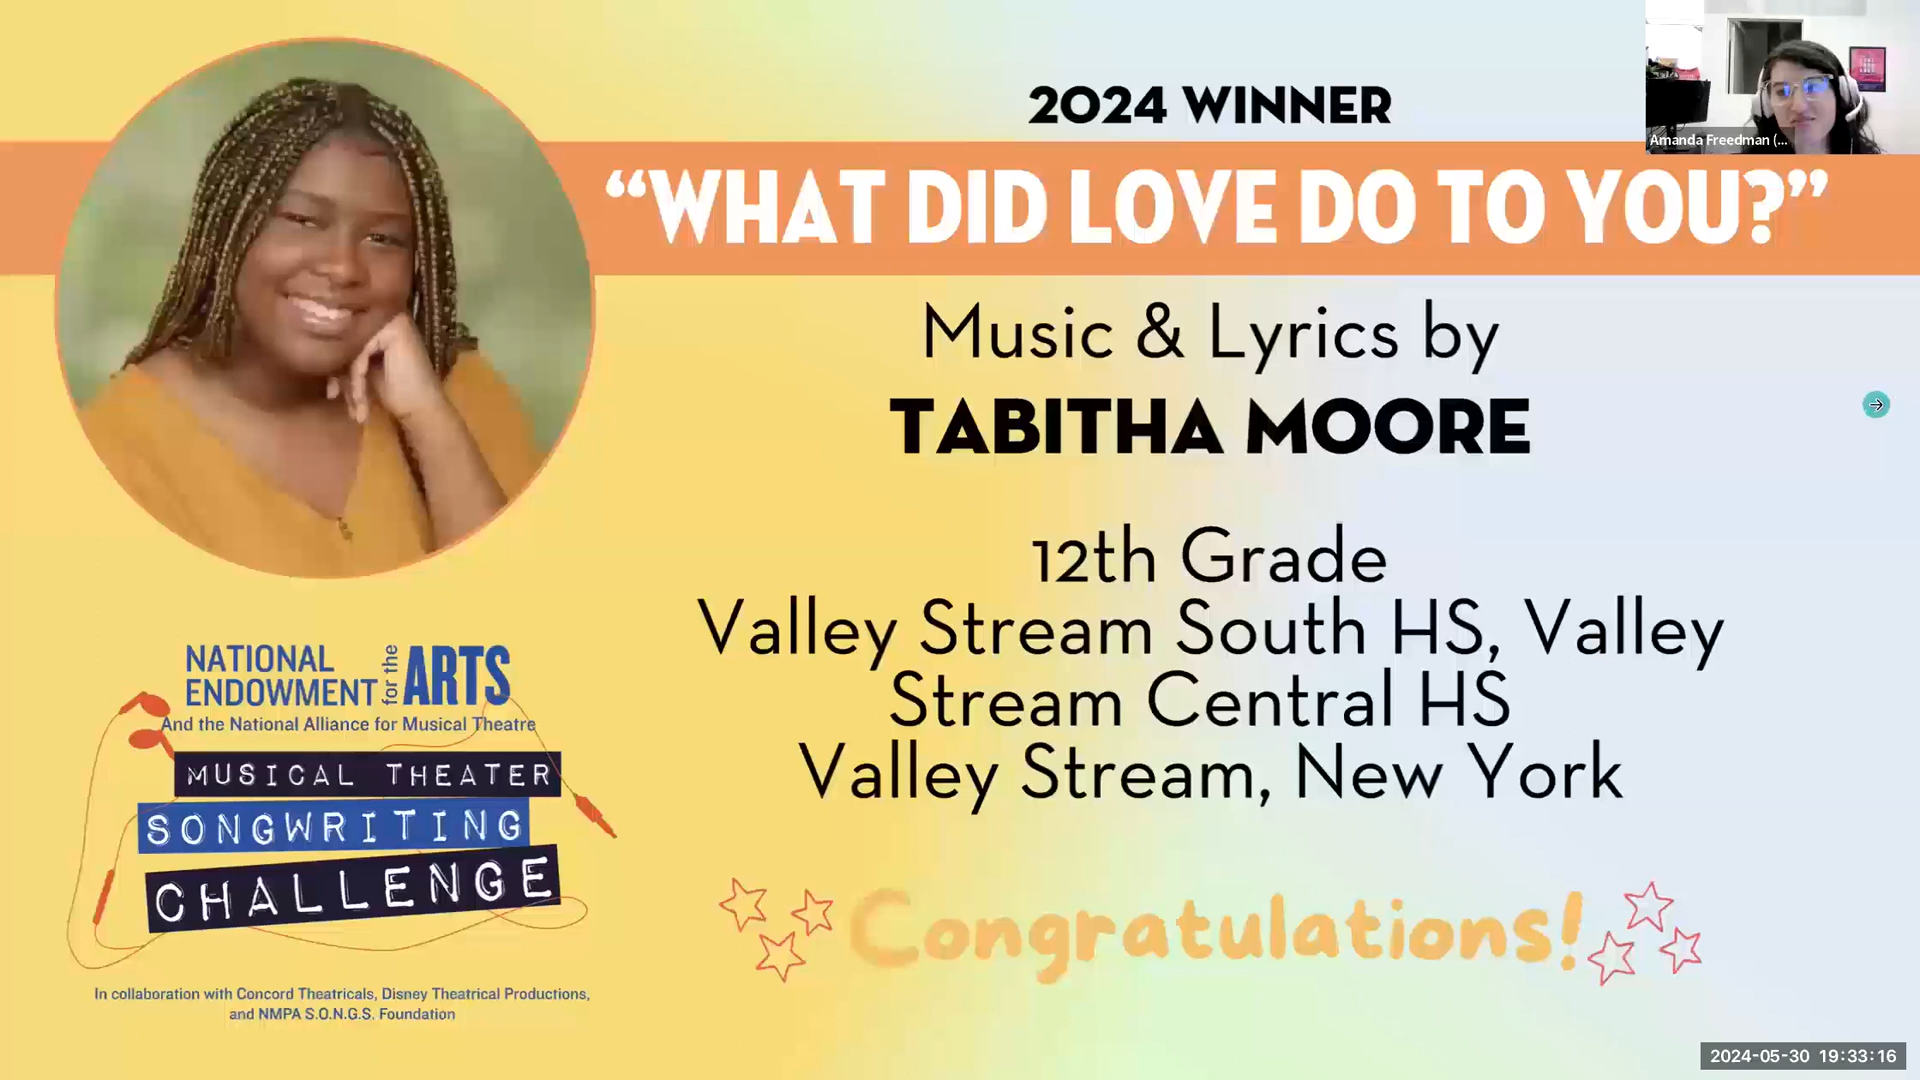 2024 WINNER
Amanda Freedman (...
“WHAT DID LOVE DO TO YOU?”
Music & Lyrics by
TABITHA MOORE
12th Grade
Valley Stream South HS, Valley
Stream Central HS
Valley Stream, New York
Congratulations!
NATIONAL
ENDOWMENT
for the
ARTS
And the National Alliance for Musical Theatre
MUSICAL THEATER
SONGWRITING
CHALLENGE
In collaboration with Concord Theatricals, Disney Theatrical Productions,
and NMPA S.O.N.G.S. Foundation
2024-05-30 19:33:16